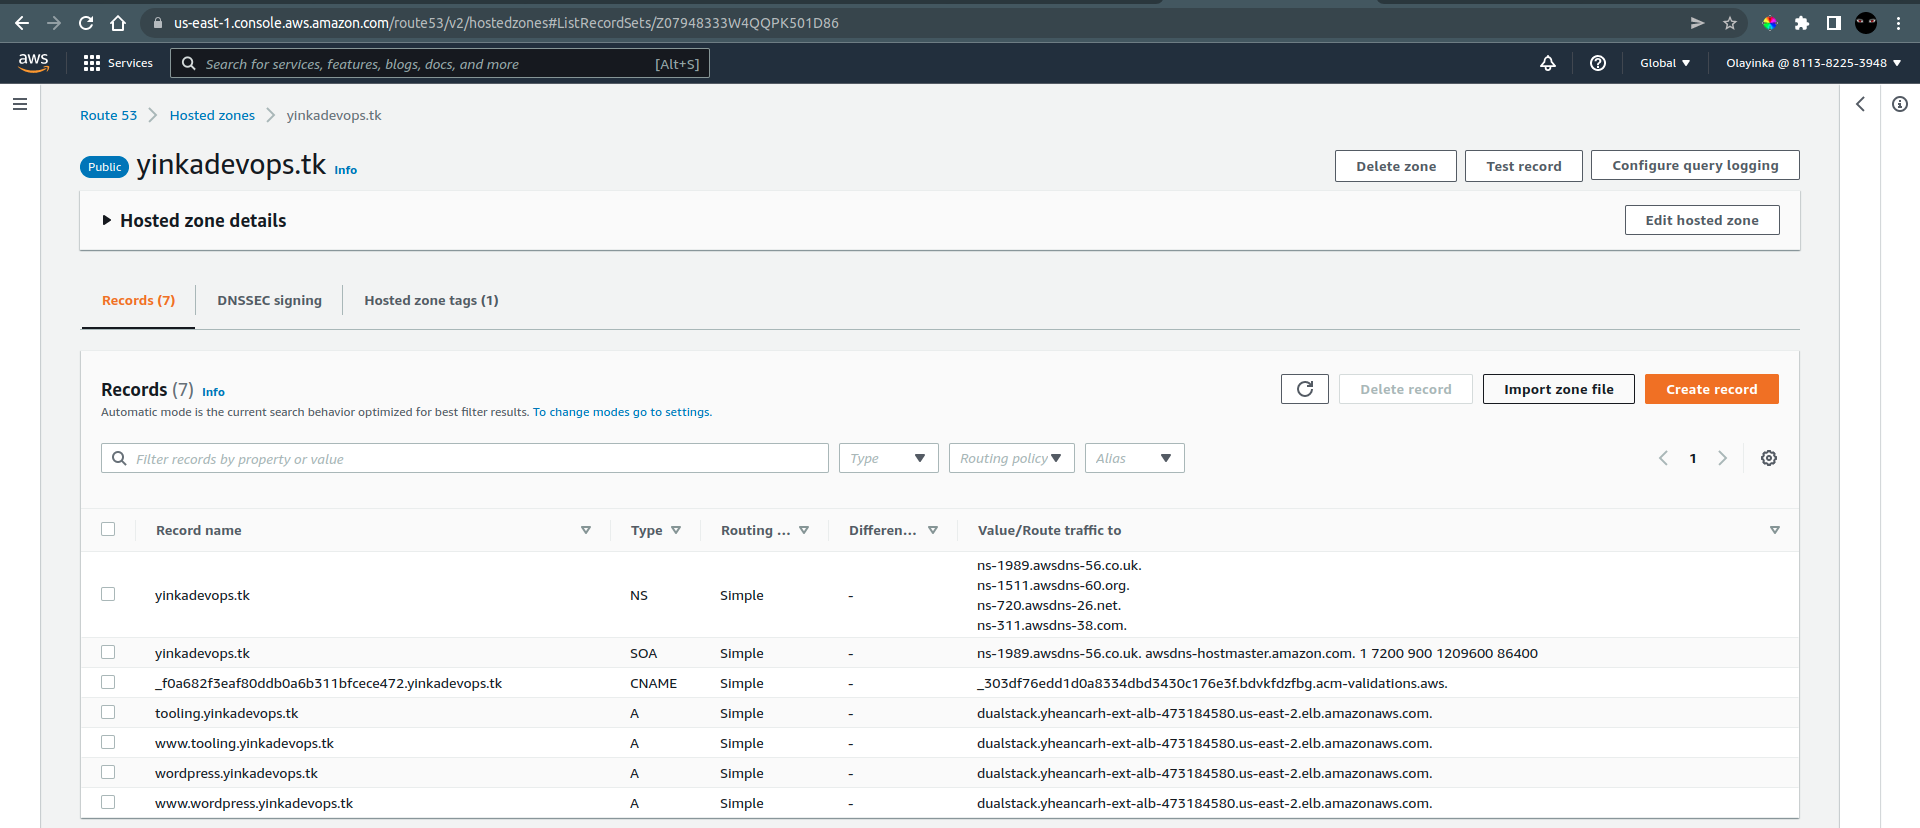 us-east-1.console.aws.amazon.com/route53/v2/hostedzones#ListRecordSets/Z07948333W4QQPK501D86
aws Services Search for services, features, blogs, docs, and more [Alt+S] Global Olayinka @ 8113-8225-3948
Route 53 Hosted zones yinkadevops.tk
Public yinkadevops.tk Info Delete zone Test record Configure query logging
Hosted zone details Edit hosted zone
Records (7) DNSSEC signing Hosted zone tags (1)
Records (7) Info Delete record Import zone file Create record
Automatic mode is the current search behavior optimized for best filter results. To change modes go to settings.
Filter records by property or value Type Routing policy Alias 1
Record name Type Routing ... Differen... Value/Route traffic to
ns-1989.awsdns-56.co.uk.
ns-1511.awsdns-60.org.
yinkadevops.tk NS Simple -
ns-720.awsdns-26.net.
ns-311.awsdns-38.com.
yinkadevops.tk SOA Simple - ns-1989.awsdns-56.co.uk. awsdns-hostmaster.amazon.com. 1 7200 900 1209600 86400
_f0a682f3eaf80ddb0a6b311bfcece472.yinkadevops.tk CNAME Simple - _303df76edd1d0a8334dbd3430c176e3f.bdvkfdzfbg.acm-validations.aws.
tooling.yinkadevops.tk A Simple - dualstack.yheancarh-ext-alb-473184580.us-east-2.elb.amazonaws.com.
www.tooling.yinkadevops.tk A Simple - dualstack.yheancarh-ext-alb-473184580.us-east-2.elb.amazonaws.com.
wordpress.yinkadevops.tk A Simple - dualstack.yheancarh-ext-alb-473184580.us-east-2.elb.amazonaws.com.
www.wordpress.yinkadevops.tk A Simple - dualstack.yheancarh-ext-alb-473184580.us-east-2.elb.amazonaws.com.